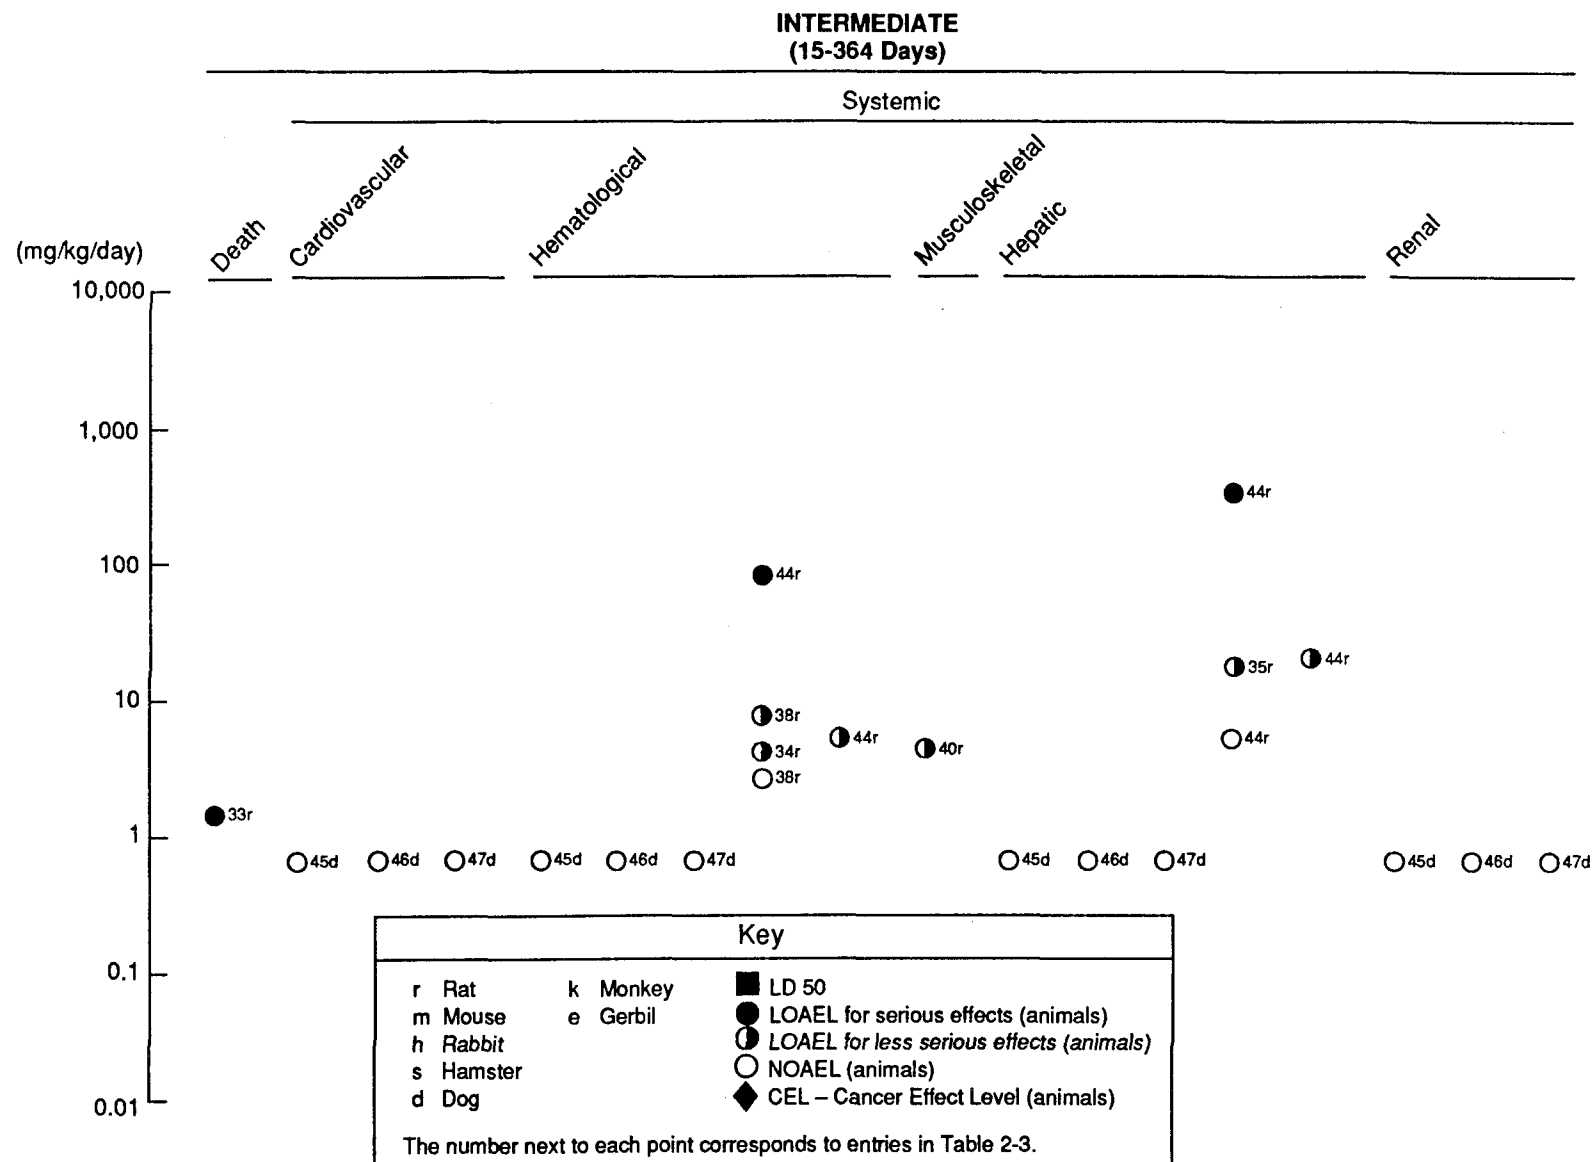 INTERMEDIATE
(15-364 Days)
Systemic
(mg/kg/day)
Death
Cardiovascular
Hematological
Musculoskeletal
Hepatic
Renal
10,000
1,000
44r
100
44r
35r
44r
10
38r
34r
44r
40r
44r
38r
33r
1
45d 46d 47d 45d 46d 47d 45d 46d 47d 45d 46d 47d
0.1
0.01
Key
r Rat k Monkey LD 50
m Mouse e Gerbil LOAEL for serious effects (animals)
h Rabbit LOAEL for less serious effects (animals)
s Hamster NOAEL (animals)
d Dog CEL – Cancer Effect Level (animals)
The number next to each point corresponds to entries in Table 2-3.